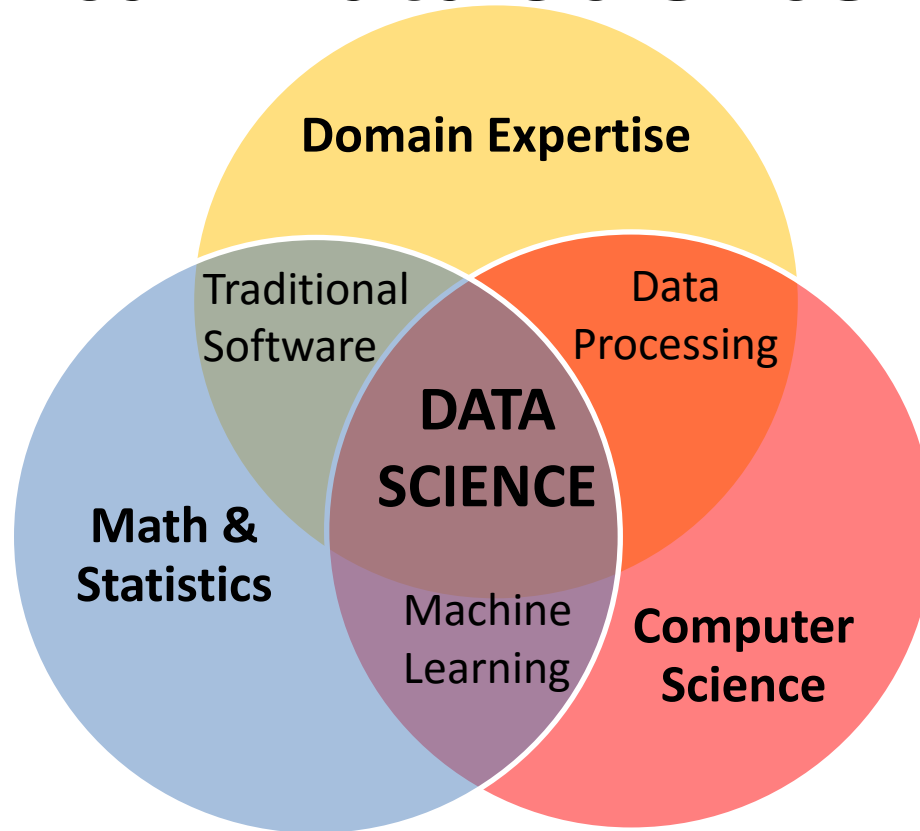 Domain Expertise
Traditional
Software
Data
Processing
DATA
SCIENCE
Math &
Statistics
Machine
Learning
Computer
Science